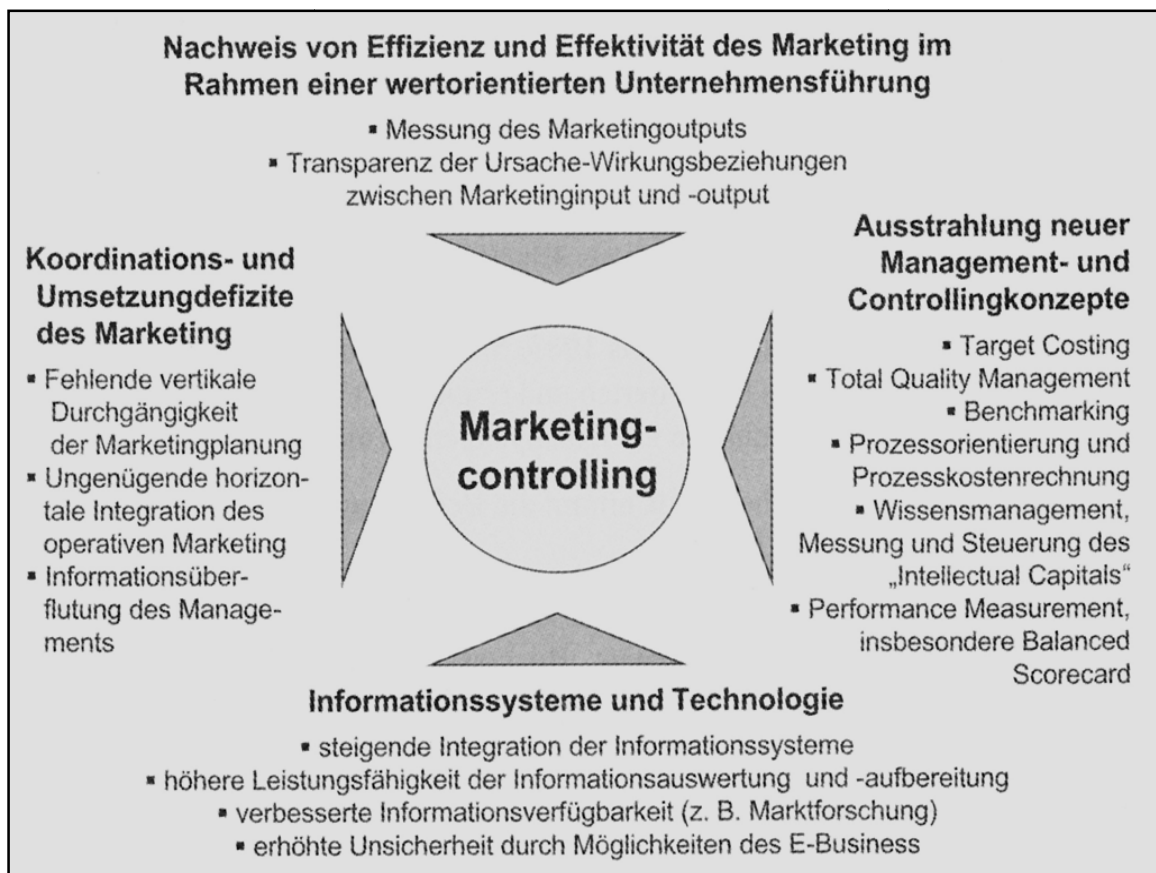 Nachweis von Effizienz und Effektivität des Marketing im
Rahmen einer wertorientierten Unternehmensführung
▪ Messung des Marketingoutputs
▪ Transparenz der Ursache-Wirkungsbeziehungen
zwischen Marketinginput und -output
Koordinations- und
Umsetzungdefizite
des Marketing
▪ Fehlende vertikale
Durchgängigkeit
der Marketingplanung
▪ Ungenügende horizon-
tale Integration des
operativen Marketing
▪ Informationsüber-
flutung des Manage-
ments
Marketing-
controlling
Ausstrahlung neuer
Management- und
Controllingkonzepte
▪ Target Costing
▪ Total Quality Management
▪ Benchmarking
▪ Prozessorientierung und
Prozesskostenrechnung
▪ Wissensmanagement,
Messung und Steuerung des
„Intellectual Capitals“
▪ Performance Measurement,
insbesondere Balanced
Scorecard
Informationssysteme und Technologie
▪ steigende Integration der Informationssysteme
▪ höhere Leistungsfähigkeit der Informationsauswertung und -aufbereitung
▪ verbesserte Informationsverfügbarkeit (z. B. Marktforschung)
▪ erhöhte Unsicherheit durch Möglichkeiten des E-Business